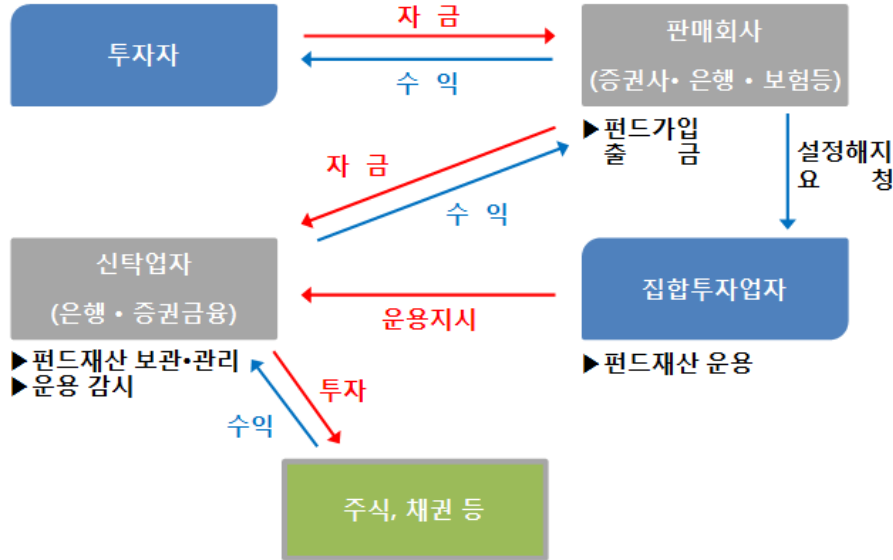 투자자
자 금
수 익
판매회사
(증권사• 은행 • 보험등)
▶펀드가입
출 금
설정해지
요 청
자 금
수 익
신탁업자
(은행 • 증권금융)
▶펀드재산 보관•관리
▶운용 감시
운용지시
집합투자업자
▶펀드재산 운용
투자
수익
주식, 채권 등